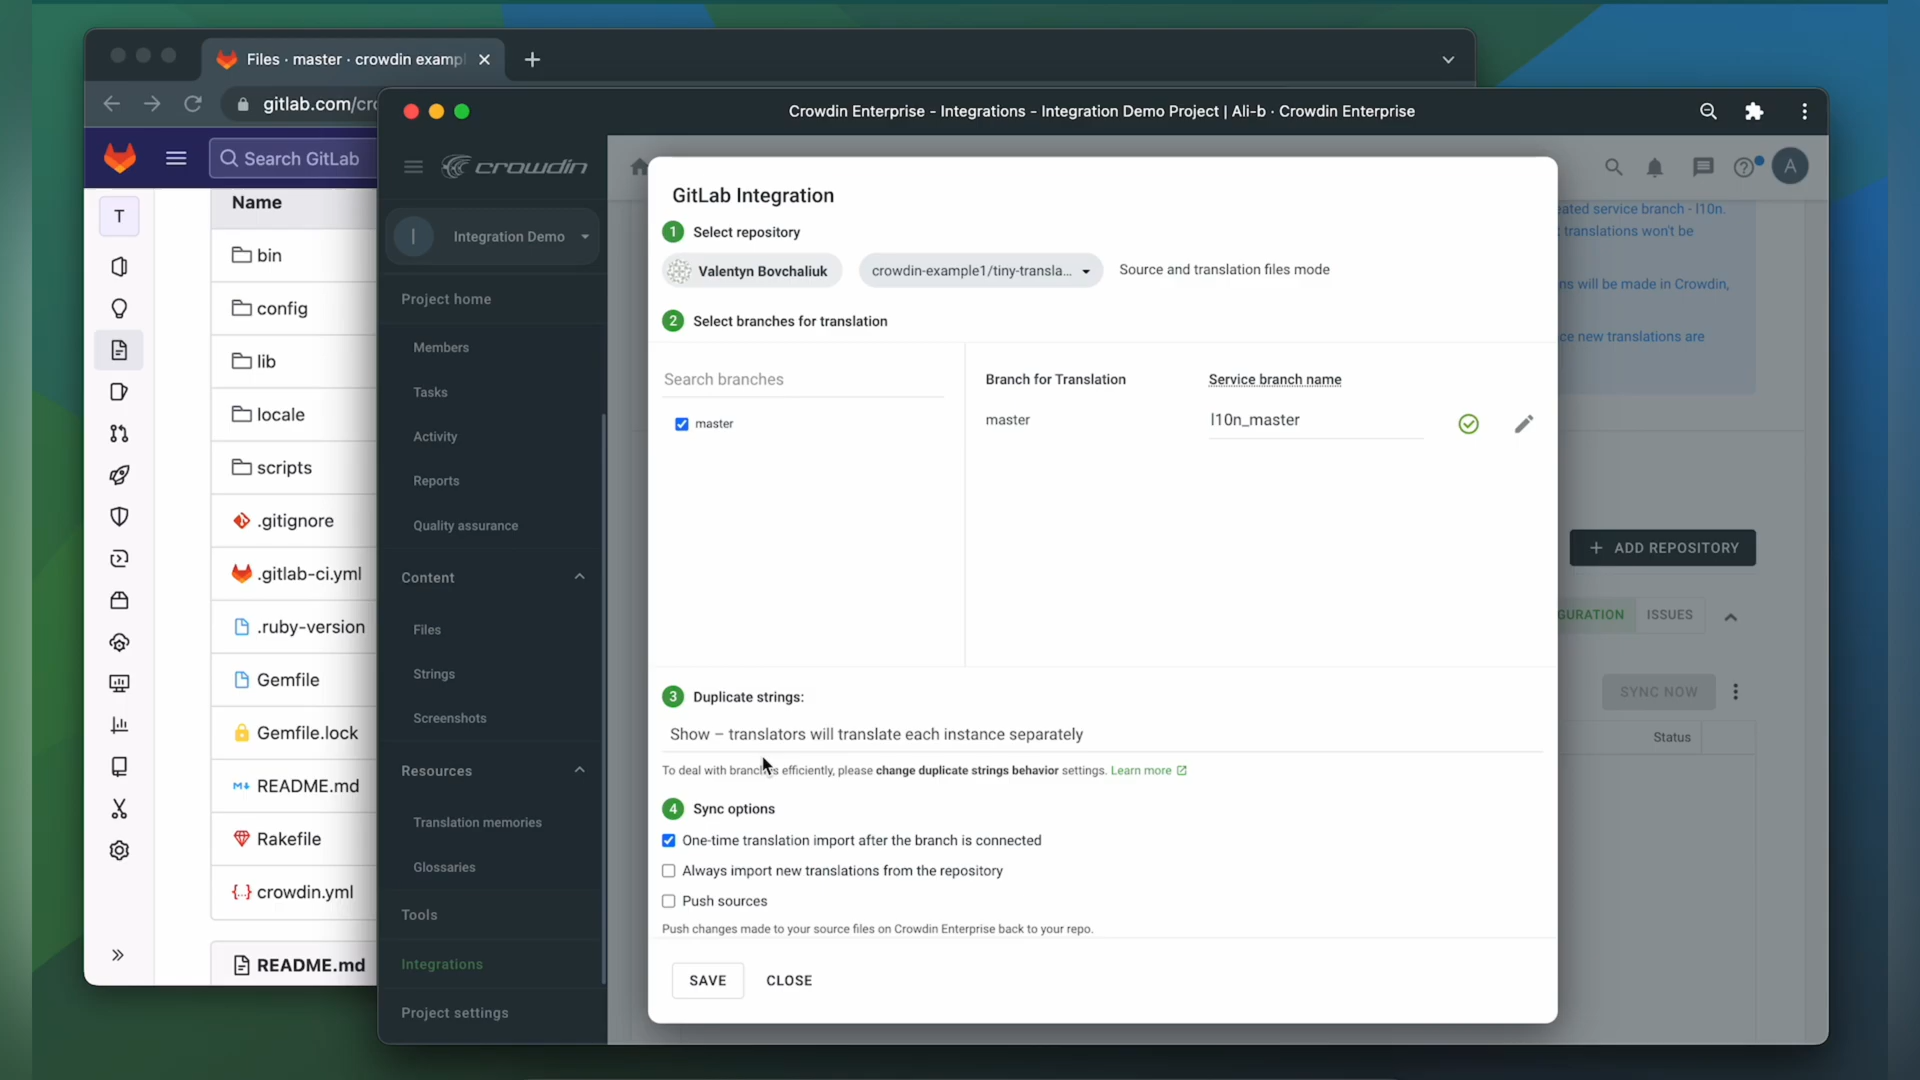 Files · master · crowdin examp
gitlab.com/cro
Search GitLab
T
Name
bin
config
lib
locale
scripts
.gitignore
.gitlab-ci.yml
.ruby-version
Gemfile
Gemfile.lock
README.md
Rakefile
crowdin.yml
README.md
Crowdin Enterprise - Integrations - Integration Demo Project | Ali-b · Crowdin Enterprise
crowdin
I
Integration Demo
Project home
Members
Tasks
Activity
Reports
Quality assurance
Content
Files
Strings
Screenshots
Resources
Translation memories
Glossaries
Tools
Integrations
Project settings
GitLab Integration
1 Select repository
Valentyn Bovchaliuk
crowdin-example1/tiny-transla...
Source and translation files mode
2 Select branches for translation
Search branches
master
Branch for Translation
Service branch name
master
l10n_master
3 Duplicate strings:
Show – translators will translate each instance separately
To deal with branches efficiently, please change duplicate strings behavior settings. Learn more
4 Sync options
One-time translation import after the branch is connected
Always import new translations from the repository
Push sources
Push changes made to your source files on Crowdin Enterprise back to your repo.
SAVE
CLOSE
A
ated service branch - l10n.
translations won't be
ns will be made in Crowdin,
ce new translations are
+ ADD REPOSITORY
GURATION
ISSUES
SYNC NOW
Status